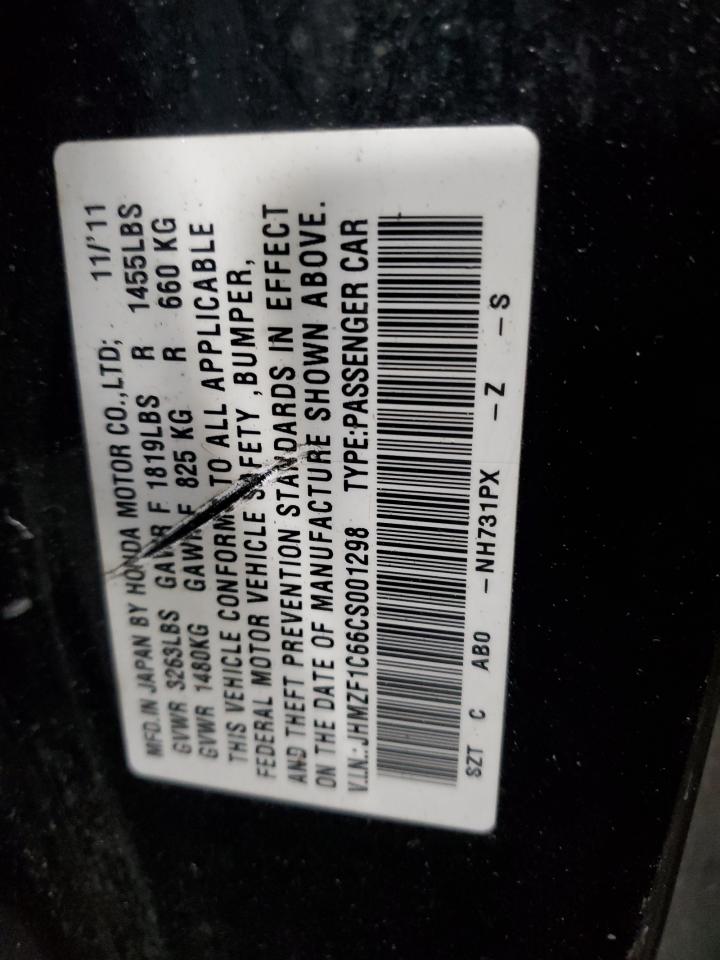 MFD.IN JAPAN BY HONDA MOTOR CO.,LTD; 11/'11
GVWR 3263LBS GAWR F 1819LBS R 1455LBS
GVWR 1480KG GAWR F 825 KG R 660 KG
THIS VEHICLE CONFORMS TO ALL APPLICABLE
FEDERAL MOTOR VEHICLE SAFETY ,BUMPER,
AND THEFT PREVENTION STANDARDS IN EFFECT
ON THE DATE OF MANUFACTURE SHOWN ABOVE.
V.I.N.:JHMZF1C66CS001298 TYPE:PASSENGER CAR
SZT C AB0 –NH731PX –Z –S